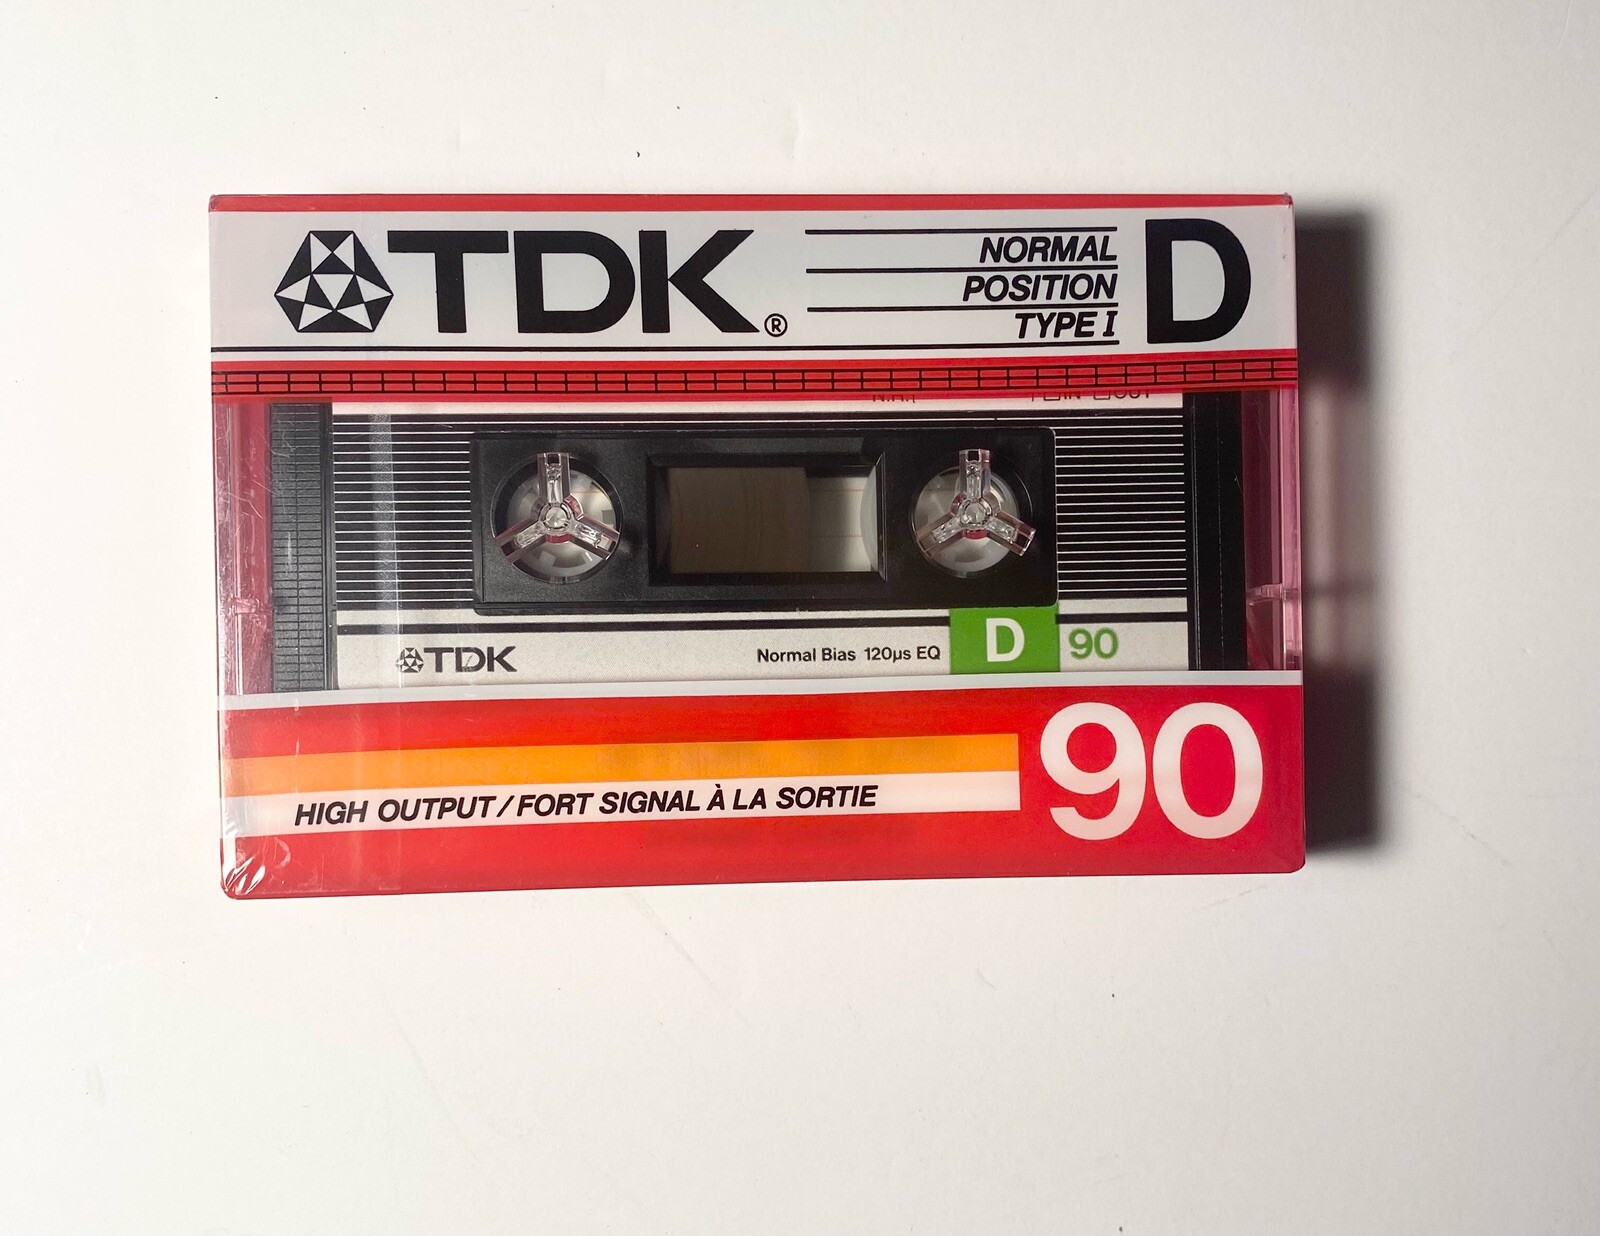 TDK®
NORMAL
POSITION
TYPE I
D
TDK
Normal Bias 120μs EQ
D
90
HIGH OUTPUT/FORT SIGNAL À LA SORTIE
90